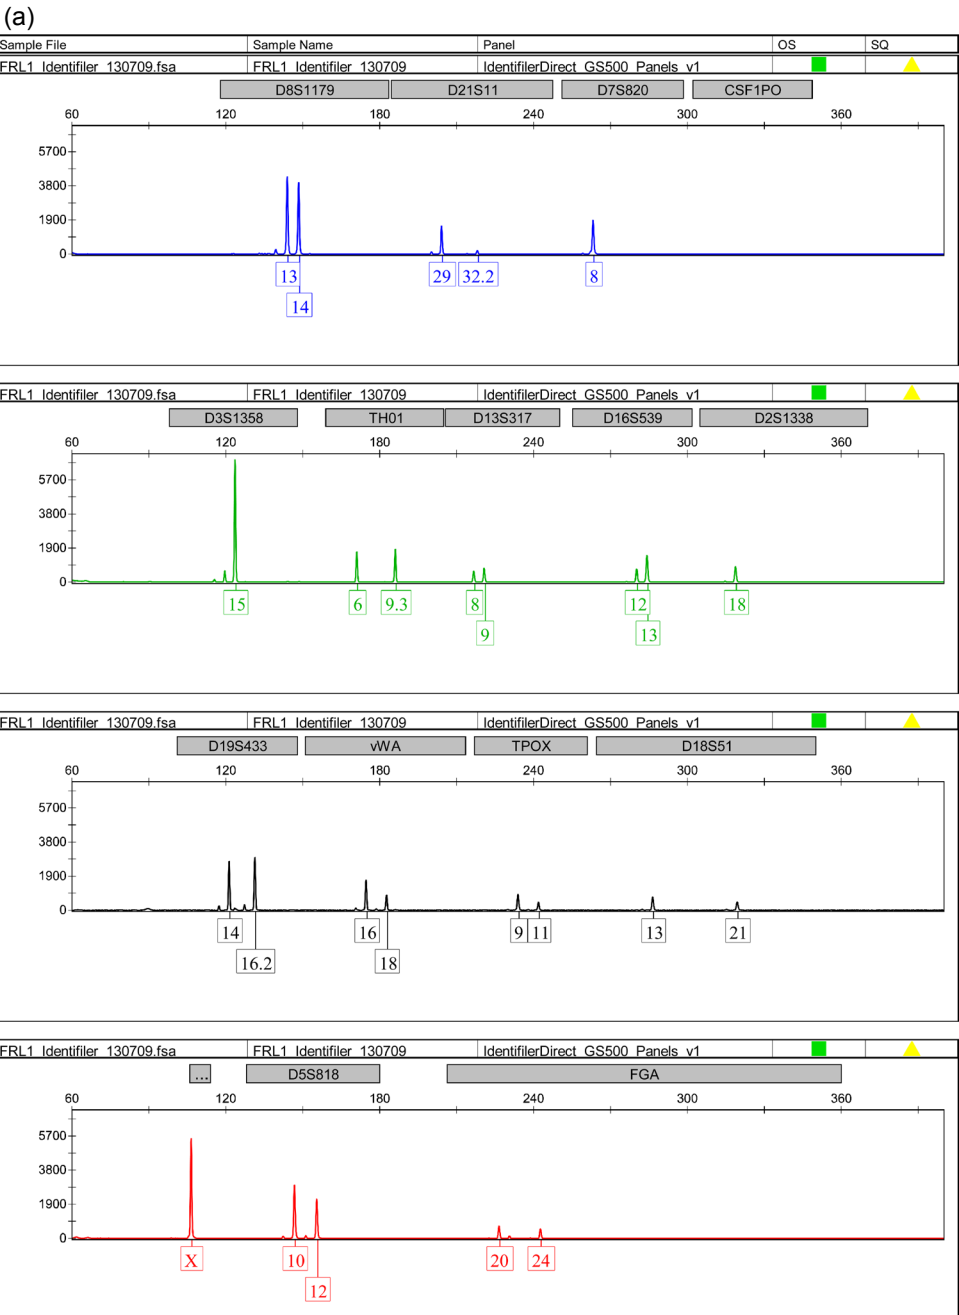 (a)
Sample File Sample Name Panel OS SQ
FRL1_Identifiler_130709.fsa FRL1_Identifiler_130709 IdentifilerDirect_GS500_Panels_v1
D8S1179 D21S11 D7S820 CSF1PO
60 120 180 240 300 360
5700
3800
1900
0
13 29 32.2 8
14
FRL1_Identifiler_130709.fsa FRL1_Identifiler_130709 IdentifilerDirect_GS500_Panels_v1
D3S1358 TH01 D13S317 D16S539 D2S1338
60 120 180 240 300 360
5700
3800
1900
0
15 6 9.3 8 12 18
9 13
FRL1_Identifiler_130709.fsa FRL1_Identifiler_130709 IdentifilerDirect_GS500_Panels_v1
D19S433 vWA TPOX D18S51
60 120 180 240 300 360
5700
3800
1900
0
14 16 9 11 13 21
16.2 18
FRL1_Identifiler_130709.fsa FRL1_Identifiler_130709 IdentifilerDirect_GS500_Panels_v1
... D5S818 FGA
60 120 180 240 300 360
5700
3800
1900
0
X 10 20 24
12